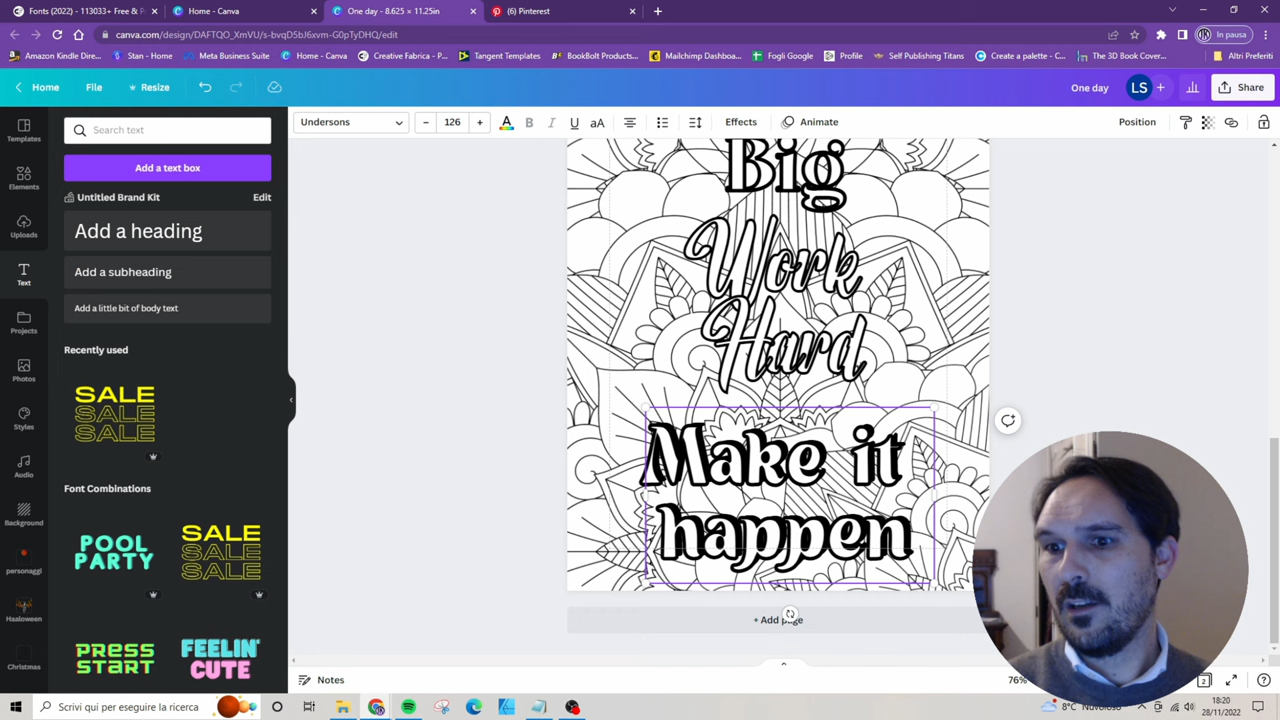 Fonts (2022) - 113033+ Free & P
Home - Canva
One day - 8.625 × 11.25in
(6) Pinterest
canva.com/design/DAFTQO_XmVU/s-bvqD5bJ6xvm-G0pTyDHQ/edit
In pausa
Amazon Kindle Dire...
Stan - Home
Meta Business Suite
Home - Canva
Creative Fabrica - P...
Tangent Templates
BookBolt Products...
Mailchimp Dashboa...
Fogli Google
Profile
Self Publishing Titans
Create a palette - C...
The 3D Book Cover...
Altri Preferiti
Home
File
Resize
One day
LS
Share
Templates
Elements
Uploads
Text
Projects
Photos
Styles
Audio
Background
personaggi
Haaloween
Christmas
Search text
Add a text box
Untitled Brand Kit
Edit
Add a heading
Add a subheading
Add a little bit of body text
Recently used
SALE
SALE
SALE
Font Combinations
POOL
PARTY
SALE
SALE
SALE
PRESS
START
FEELIN'
CUTE
Undersons
126
A
B
I
U
aA
Effects
Animate
Position
Big
Work
Hard
Make it
happen
+ Add page
Notes
76%
2
Scrivi qui per eseguire la ricerca
8°C Nuvoloso
18:20
28/11/2022